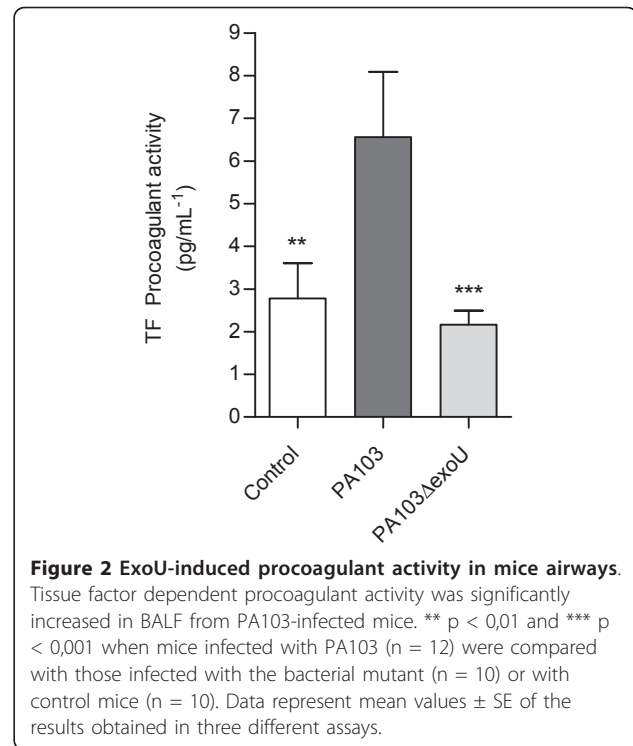 9
8
7
6
5
4
3
2
1
0
TF Procoagulant activity
(pg/mL-1)
**
***
Control
PA103
PA103ΔexoU
Figure 2 ExoU-induced procoagulant activity in mice airways.
Tissue factor dependent procoagulant activity was significantly
increased in BALF from PA103-infected mice. ** p < 0,01 and *** p
< 0,001 when mice infected with PA103 (n = 12) were compared
with those infected with the bacterial mutant (n = 10) or with
control mice (n = 10). Data represent mean values ± SE of the
results obtained in three different assays.